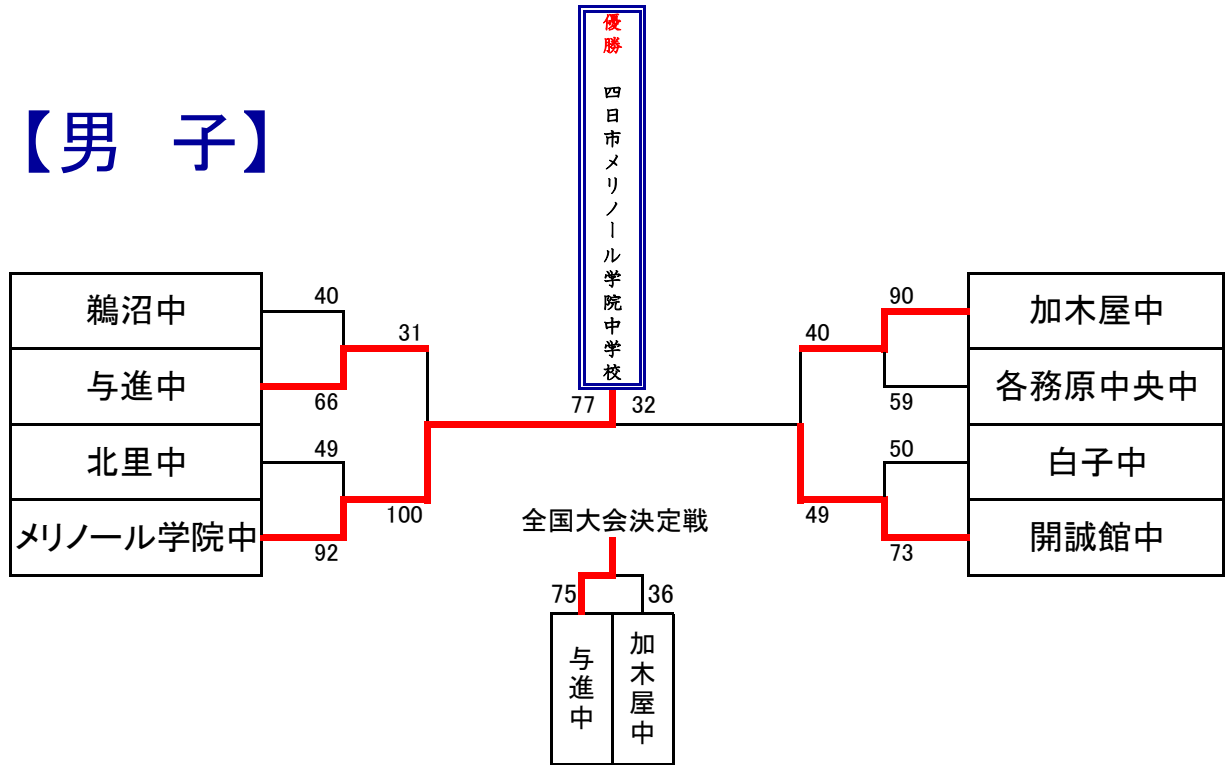 優勝 四日市メリノール学院中学校
【男 子】
鵜沼中
与進中
北里中
メリノール学院中
40
66
49
92
31
100
77
32
40
49
90
59
50
73
加木屋中
各務原中央中
白子中
開誠館中
全国大会決定戦
75
36
与進中
加木屋中